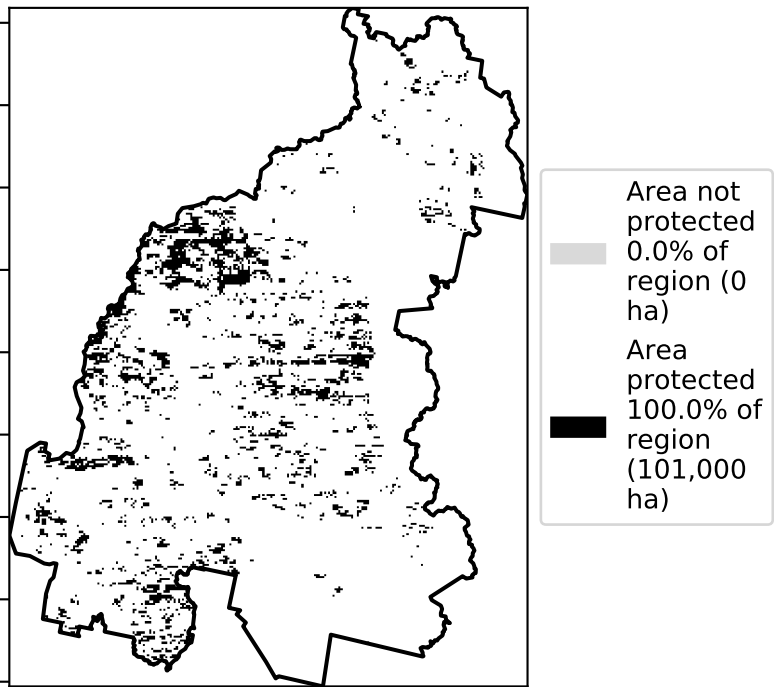 Area not
protected
0.0% of
region (0
ha)
Area
protected
100.0% of
region
(101,000
ha)